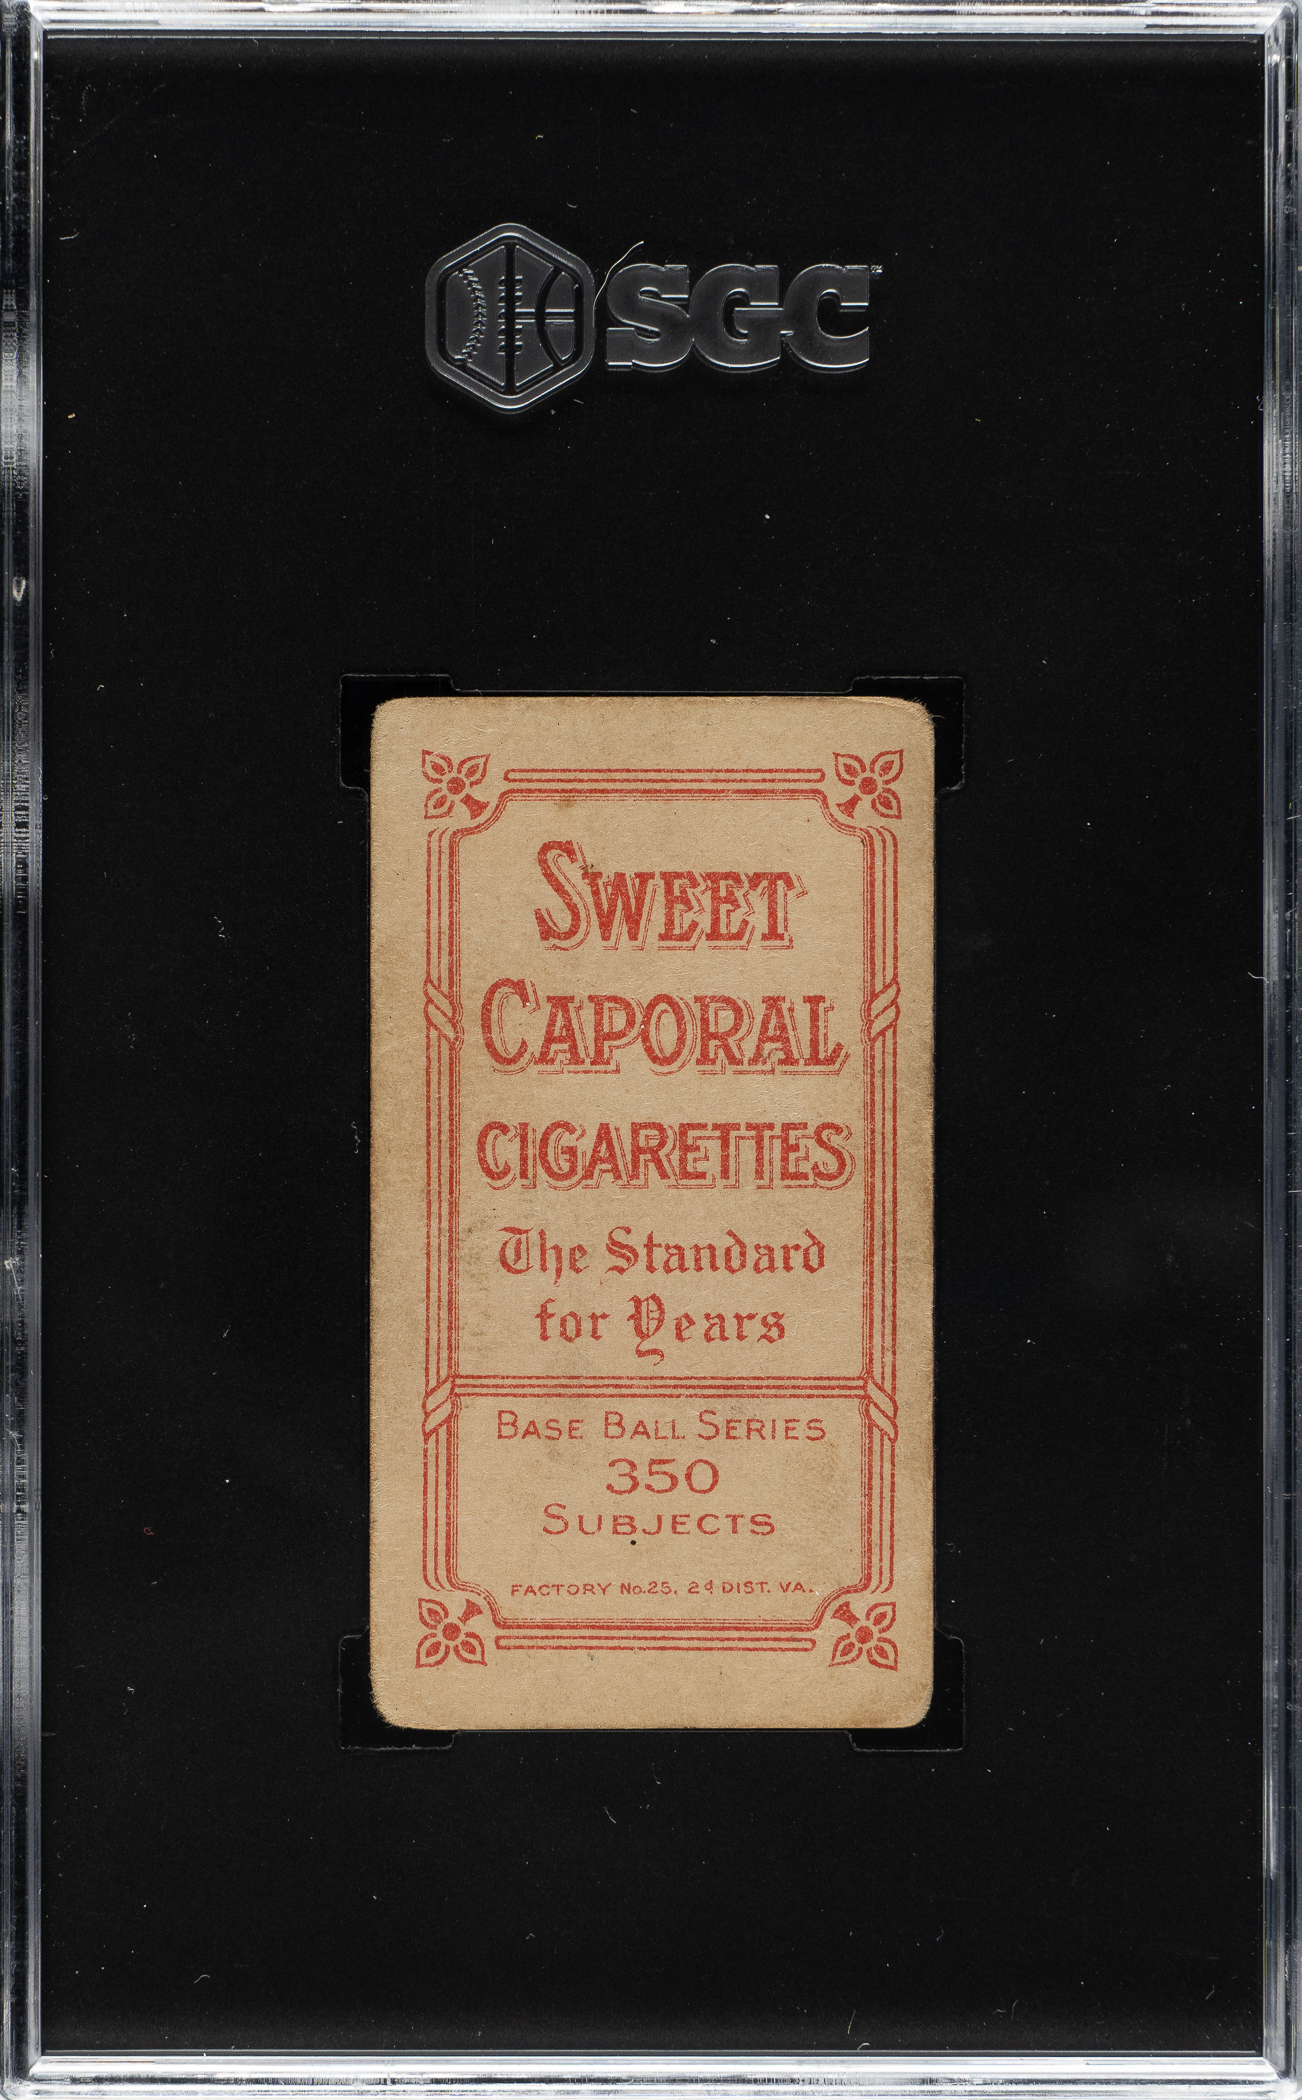 SGC
SWEET
CAPORAL
CIGARETTES
The Standard
for Years
BASE BALL SERIES
350
SUBJECTS
FACTORY No.25, 2d DIST. VA.